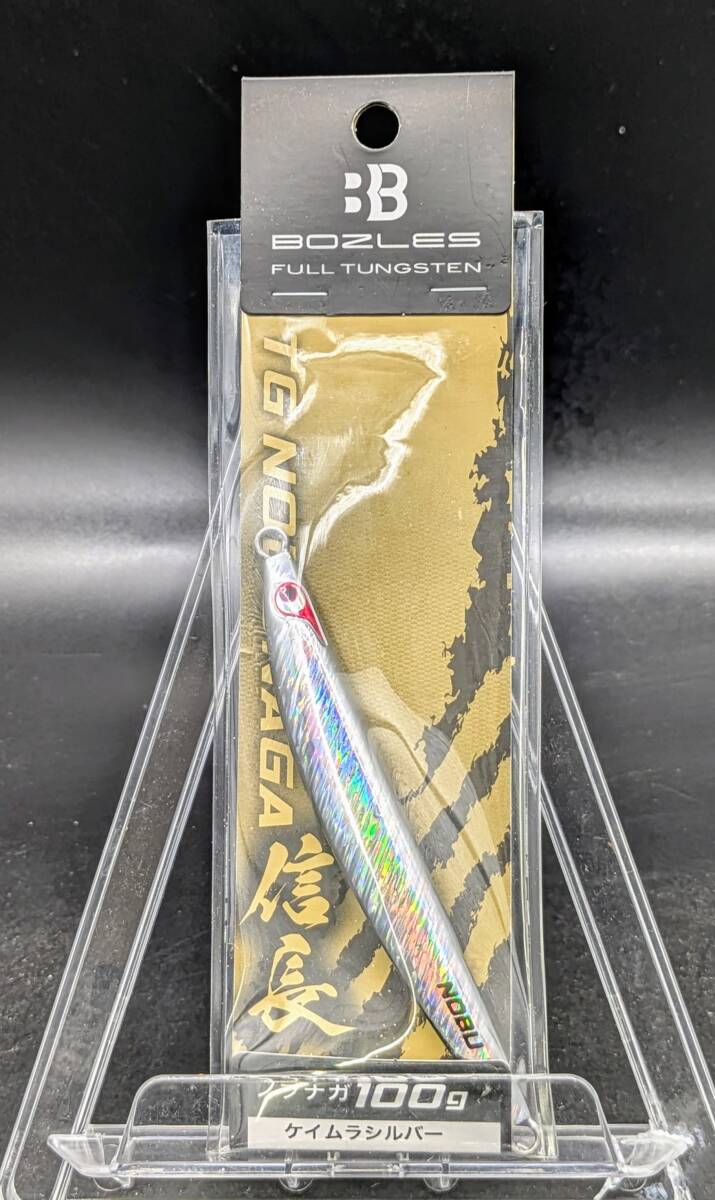 BOZLES
FULL TUNGSTEN
TG NOBUNAGA
信長
NOBU
ノブナガ100g
ケイムラシルバー